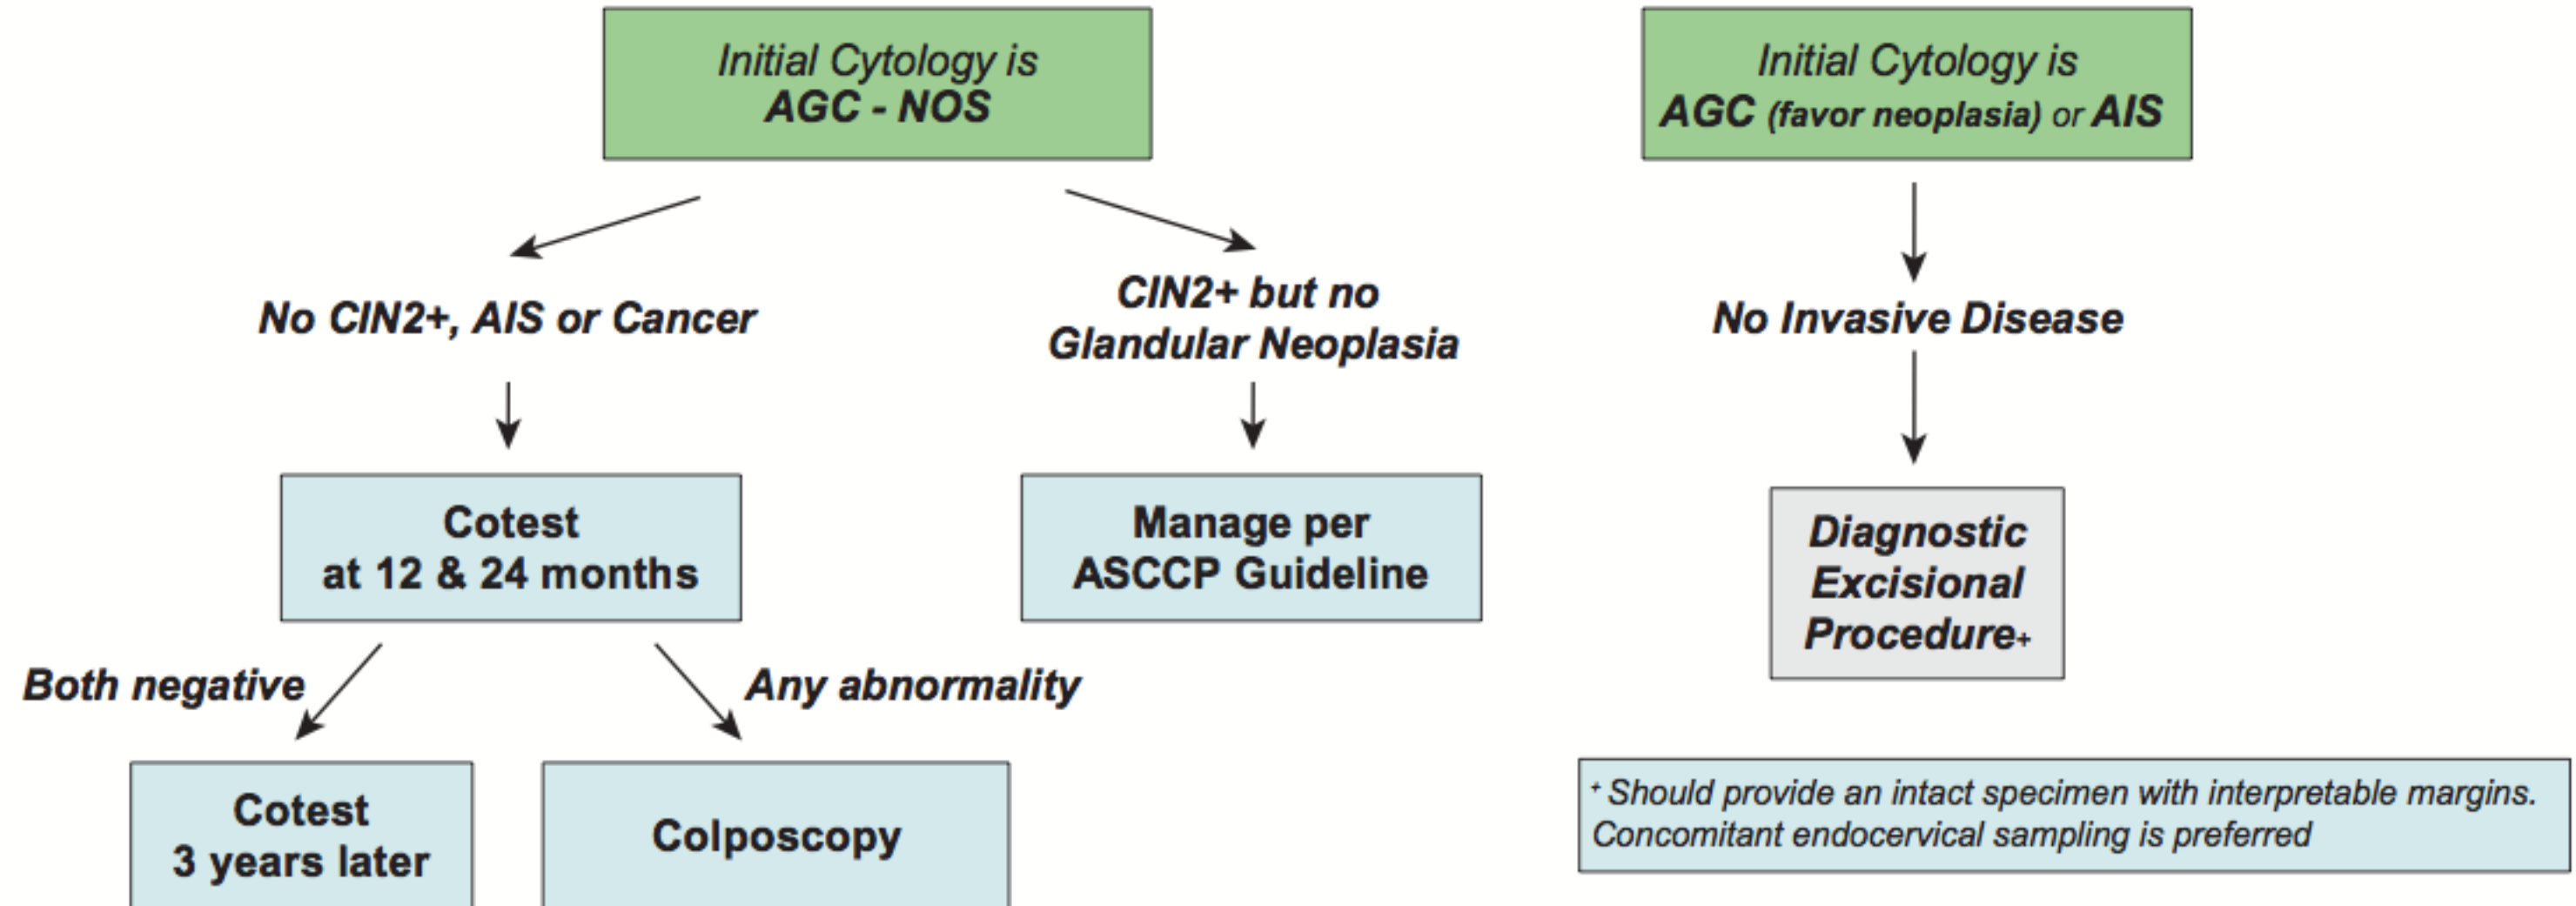 Initial Cytology is
AGC - NOS
Initial Cytology is
AGC (favor neoplasia) or AIS
No CIN2+, AIS or Cancer
CIN2+ but no
Glandular Neoplasia
No Invasive Disease
Cotest
at 12 & 24 months
Manage per
ASCCP Guideline
Diagnostic
Excisional
Procedure+
Both negative
Any abnormality
Cotest
3 years later
Colposcopy
+ Should provide an intact specimen with interpretable margins.
Concomitant endocervical sampling is preferred